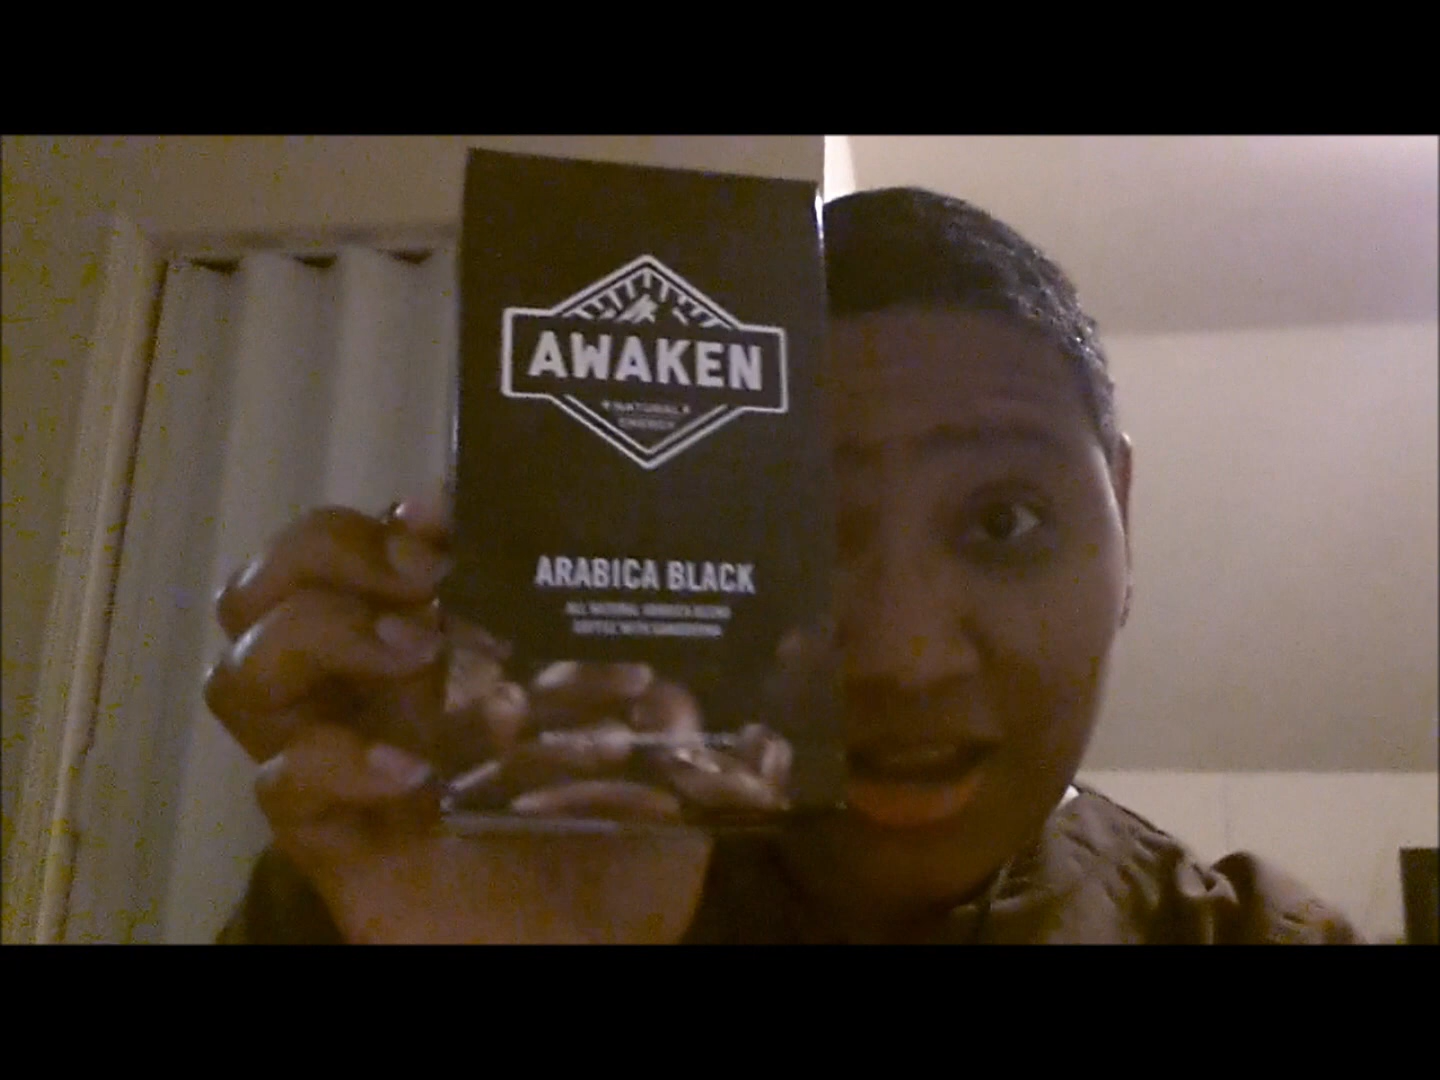 AWAKEN
NATURAL
ENERGY
ARABICA BLACK
ALL NATURAL ARABICA BLEND
COFFEE WITH GANODERMA